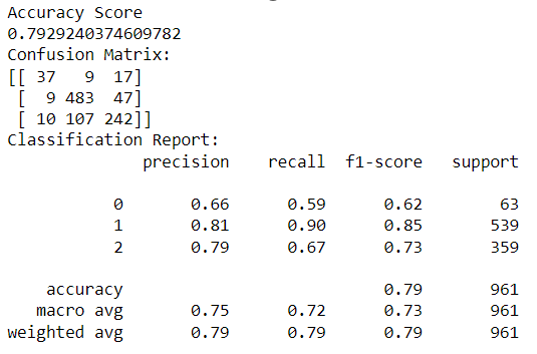 Accuracy Score
0.7929240374609782
Confusion Matrix:
[[ 37   9  17]
 [  9 483  47]
 [ 10 107 242]]
Classification Report:
              precision    recall  f1-score   support

           0       0.66      0.59      0.62        63
           1       0.81      0.90      0.85       539
           2       0.79      0.67      0.73       359

    accuracy                           0.79       961
   macro avg       0.75      0.72      0.73       961
weighted avg       0.79      0.79      0.79       961